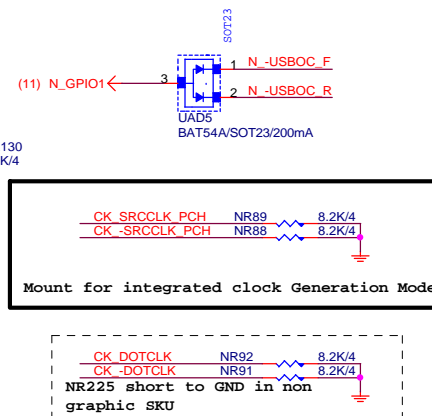 SOT23
1 N_-USBOC_F
(11) N_GPIO1 3
2 N_-USBOC_R
UAD5
BAT54A/SOT23/200mA
130
K/4
CK_SRCCLK_PCH NR89 8.2K/4
CK_-SRCCLK_PCH NR88 8.2K/4
Mount for integrated clock Generation Mode
CK_DOTCLK NR92 8.2K/4
CK_-DOTCLK NR91 8.2K/4
NR225 short to GND in non
graphic SKU